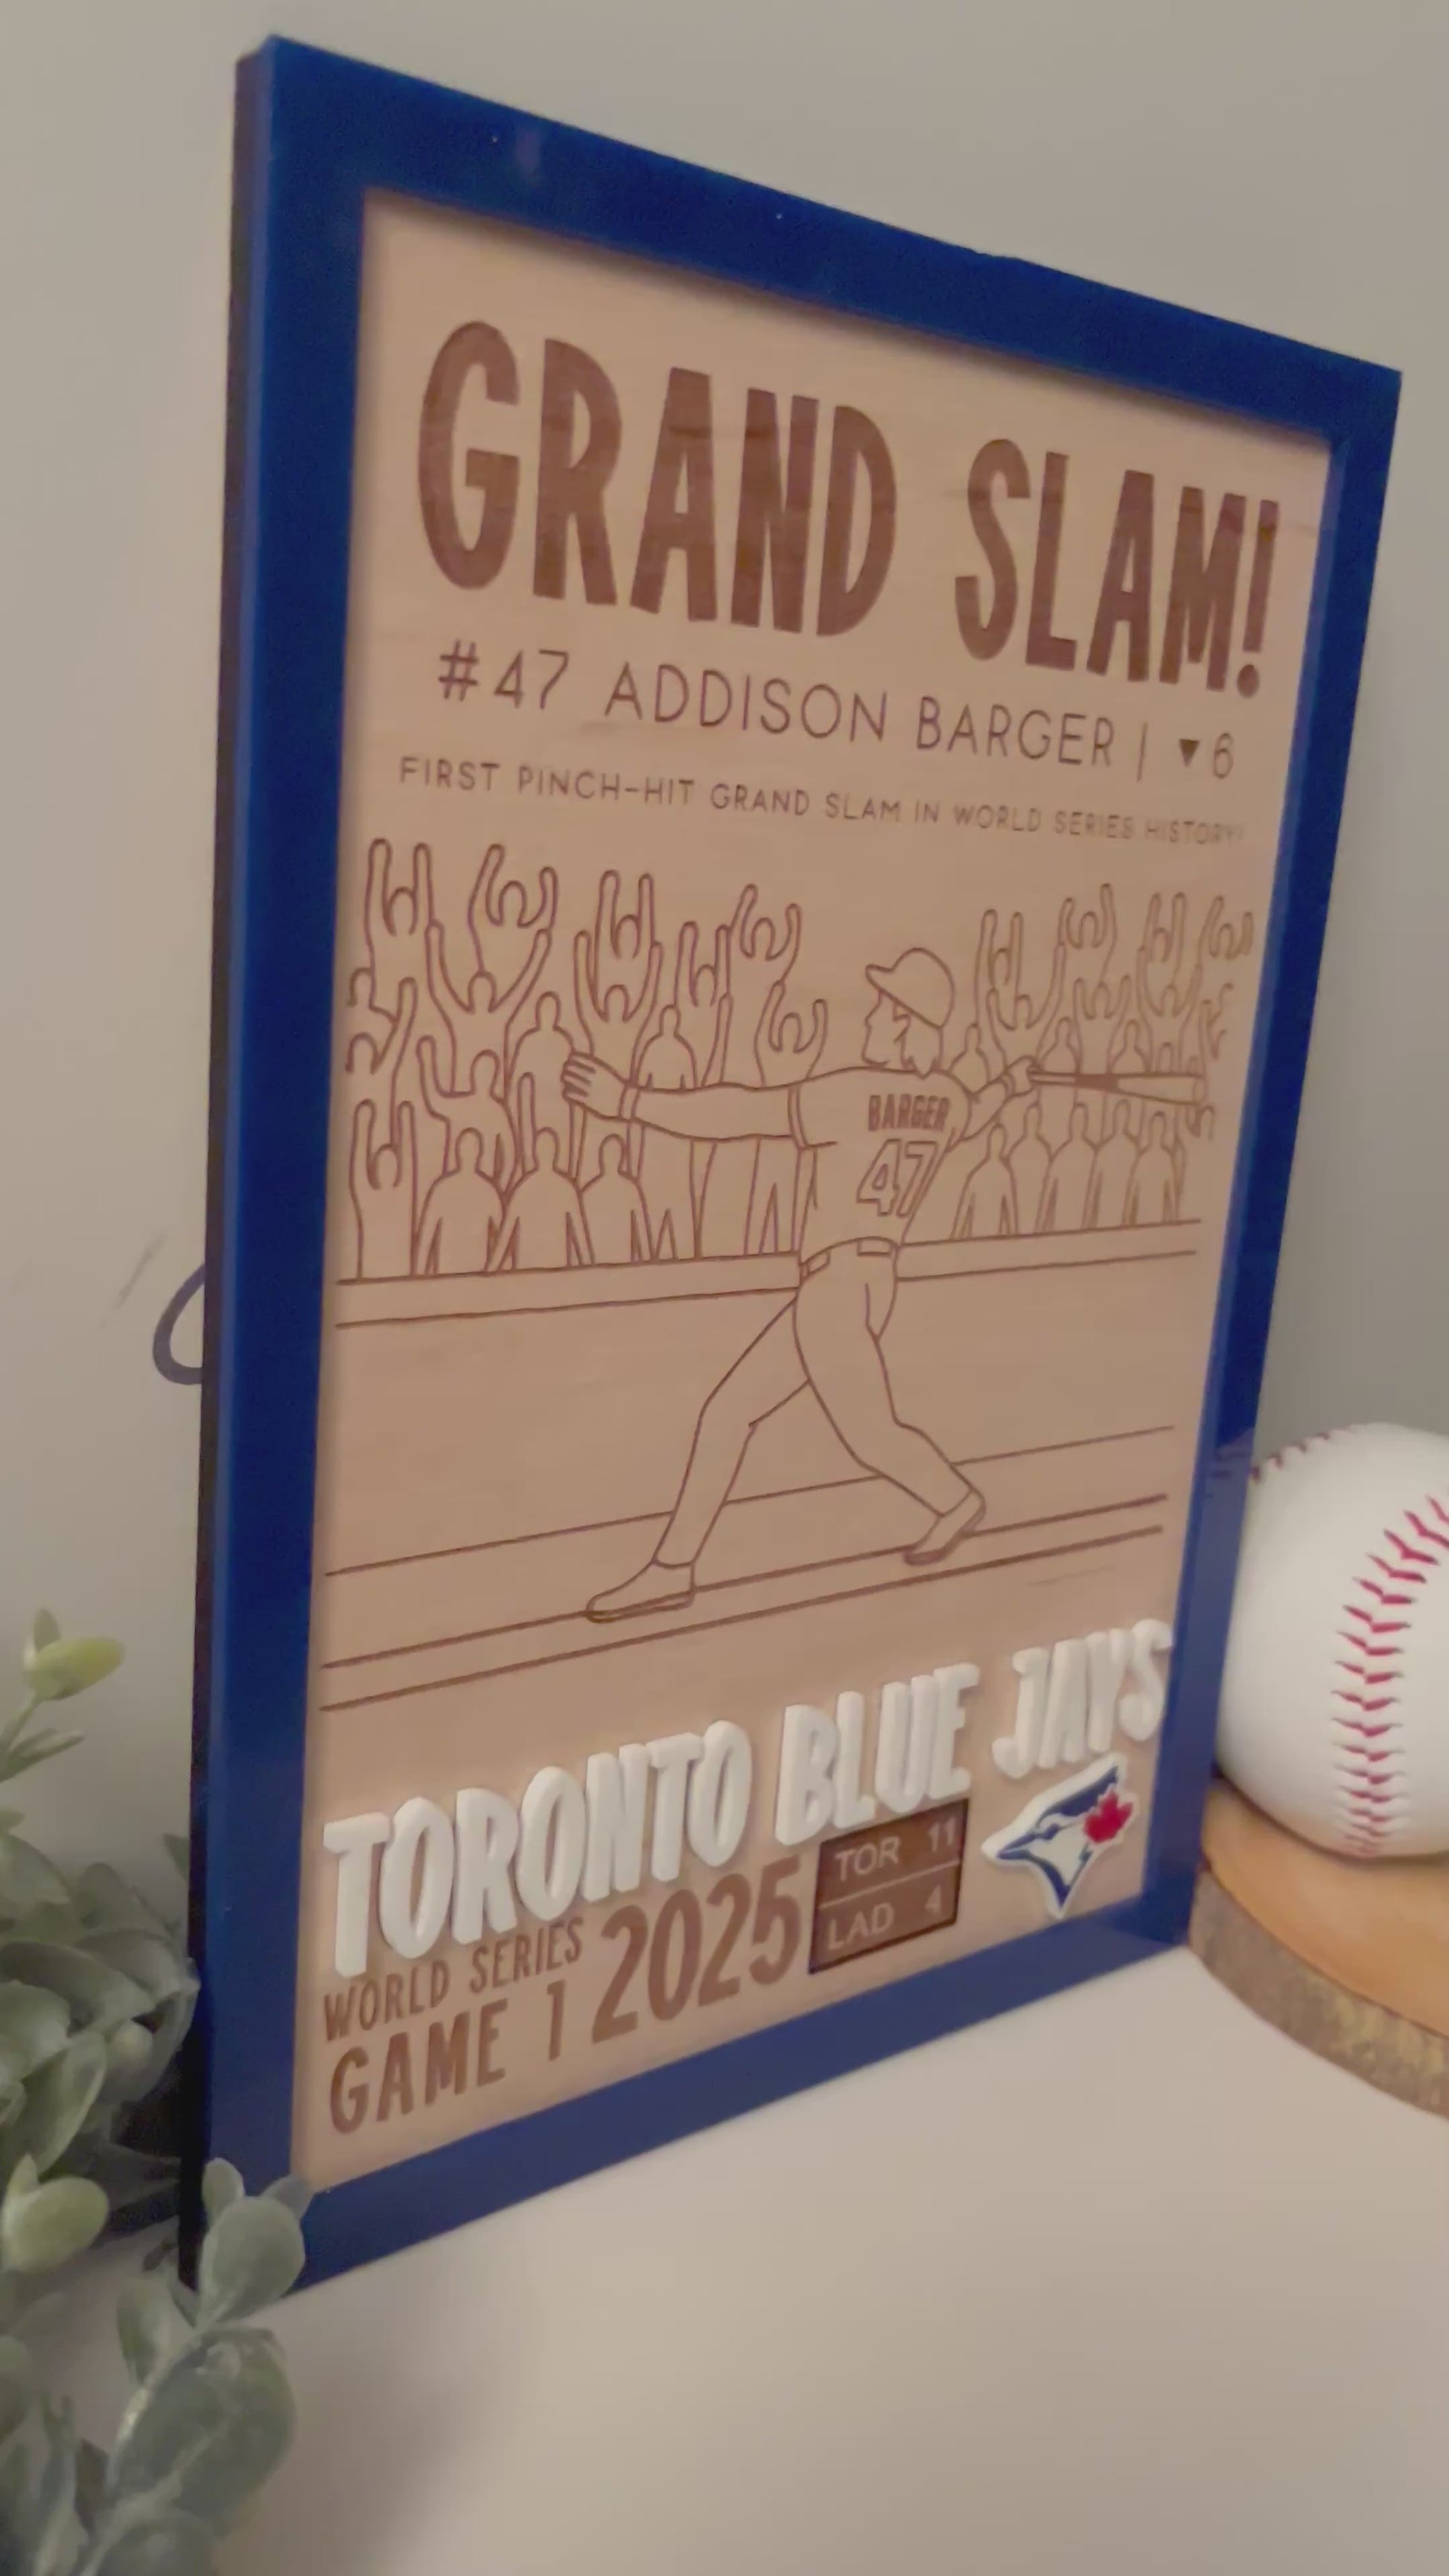 GRAND SLAM!
#47 ADDISON BARGER | ▼6
FIRST PINCH-HIT GRAND SLAM IN WORLD SERIES HISTORY!
BARGER
47
TORONTO BLUE JAYS
WORLD SERIES
GAME 1 2025
TOR 11
LAD 4